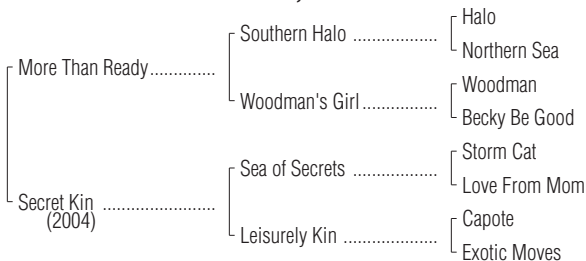 Halo
Southern Halo ..................
Northern Sea
More Than Ready..............
Woodman
Woodman's Girl ................
Becky Be Good
Storm Cat
Sea of Secrets ..................
Love From Mom
Secret Kin ........................
(2004)
Capote
Leisurely Kin ....................
Exotic Moves